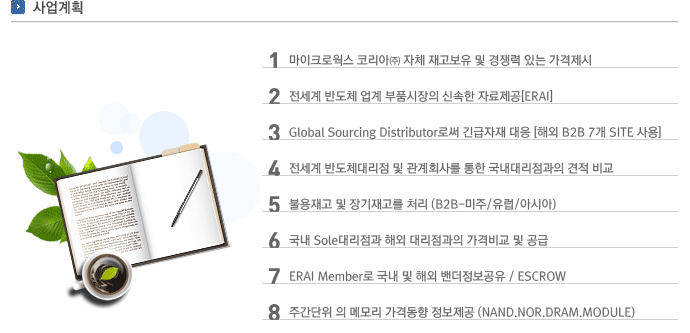 사업계획
1 마이크로웍스 코리아㈜ 자체 재고보유 및 경쟁력 있는 가격제시
2 전세계 반도체 업계 부품시장의 신속한 자료제공[ERAI]
3 Global Sourcing Distributor로써 긴급자재 대응 [해외 B2B 7개 SITE 사용]
4 전세계 반도체대리점 및 관계회사를 통한 국내대리점과의 견적 비교
5 불용재고 및 장기재고를 처리 (B2B-미주/유럽/아시아)
6 국내 Sole대리점과 해외 대리점과의 가격비교 및 공급
7 ERAI Member로 국내 및 해외 밴더정보공유 / ESCROW
8 주간단위 의 메모리 가격동향 정보제공 (NAND.NOR.DRAM.MODULE)